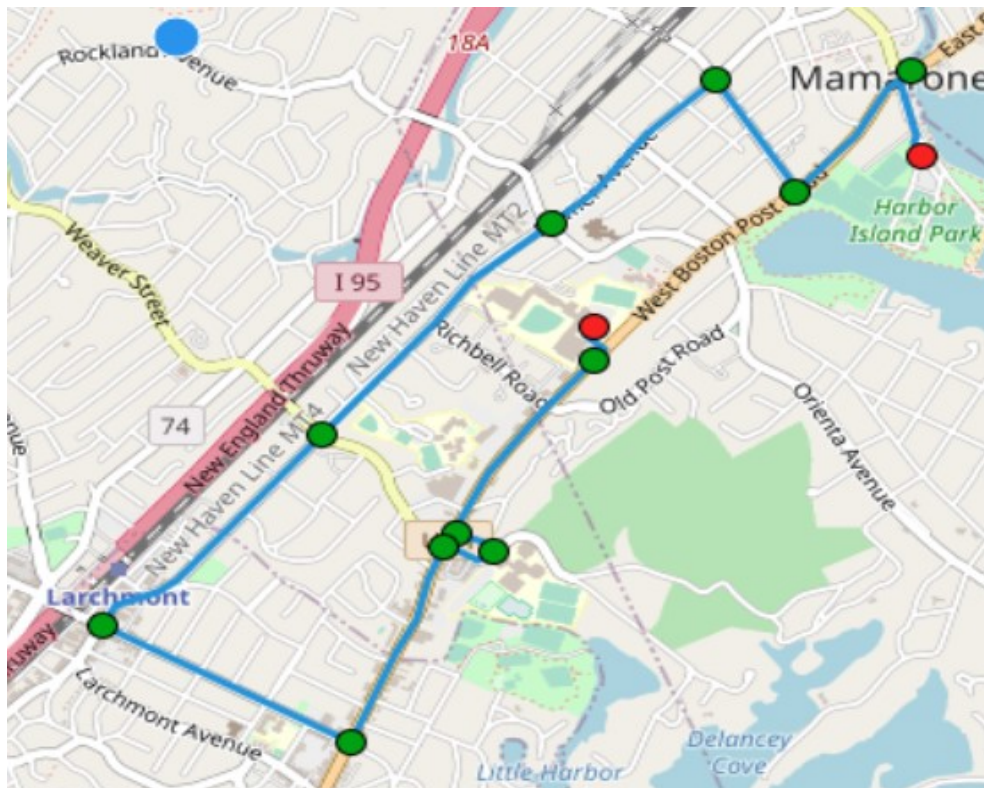 18A
Rockland Avenue
Mamarone
East
Harbor
Island Park
Weaver Street
I 95
New Haven Line MT2
West Boston Post
Richbell Road
Old Post Road
New England Thruway
74
Orienta Avenue
New Haven Line MT4
Larchmont
Larchmont Avenue
Delancey
Cove
Little Harbor